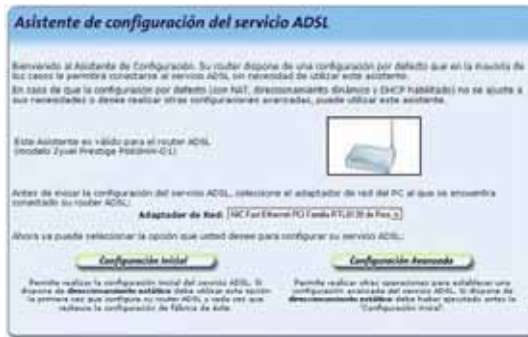 Asistente de configuración del servicio ADSL
Bienvenido al Asistente de Configuración. Su router dispone de una configuración por defecto que en la mayoría de
los casos le permitirá conectarse al servicio ADSL, sin necesidad de utilizar este asistente.
En caso de que la configuración por defecto (con NAT, direccionamiento dinámico y DHCP habilitado) no se ajuste a
sus necesidades o desee realizar otras configuraciones avanzadas, puede utilizar este asistente.
Este Asistente es válido para el router ADSL
(modelo Zyxel Prestige
Antes de iniciar la configuración del servicio ADSL, seleccione el adaptador de red del PC al que se encuentra
conectado su router ADSL:
Adaptador de Red: NIC Fast Ethernet PCI Familia RTL8139 de
Ahora ya puede seleccionar la opción que usted desee para configurar su servicio ADSL:
Configuración Inicial Configuración Avanzada
Permite realizar la configuración inicial del servicio ADSL. Si
dispone de direccionamiento estático debe utilizar esta opción
la primera vez que configure su router ADSL y cada vez que
restaure la configuración de fábrica de éste.
Permite realizar otras operaciones para establecer una
configuración avanzada del servicio ADSL. Si dispone de
direccionamiento estático debe haber ejecutado antes la
"Configuración Inicial".